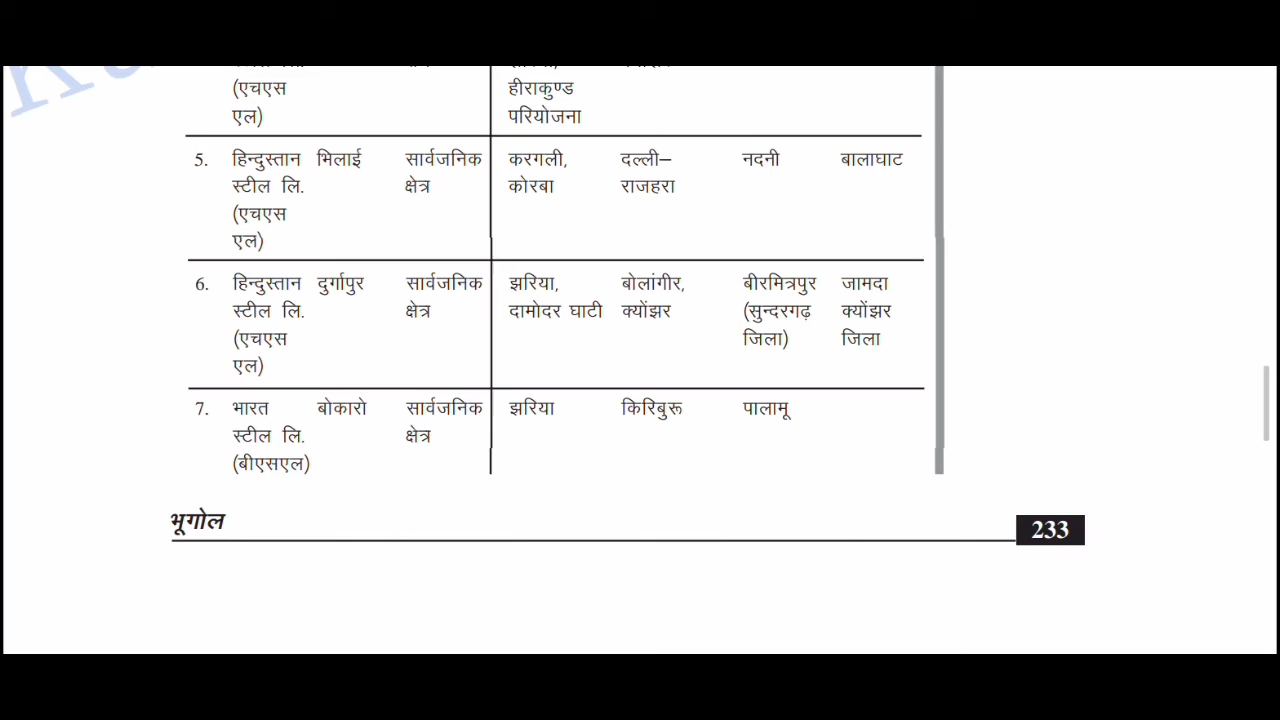 (एचएस हीराकुण्ड
एल) परियोजना
5. हिन्दुस्तान भिलाई सार्वजनिक करगली, दल्ली– नदनी बालाघाट
स्टील लि. क्षेत्र कोरबा राजहरा
(एचएस
एल)
6. हिन्दुस्तान दुर्गापुर सार्वजनिक झरिया, बोलांगीर, बीरमित्रपुर जामदा
स्टील लि. क्षेत्र दामोदर घाटी क्योंझर (सुन्दरगढ़ क्योंझर
(एचएस जिला) जिला
एल)
7. भारत बोकारो सार्वजनिक झरिया किरिबुरू पालामू
स्टील लि. क्षेत्र
(बीएसएल)
भूगोल 233